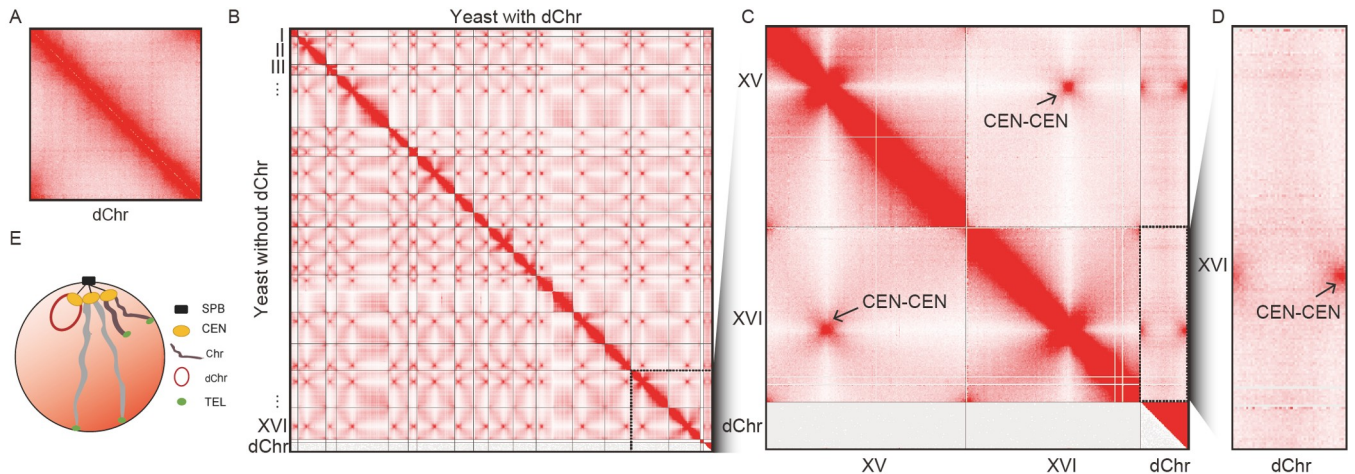 A
dChr
B
Yeast with dChr
Yeast without dChr
I
II
III
...
...
XVI
dChr
C
XV
XVI
dChr
CEN-CEN
CEN-CEN
XV
XVI
dChr
D
XVI
CEN-CEN
dChr
E
SPB
CEN
Chr
dChr
TEL